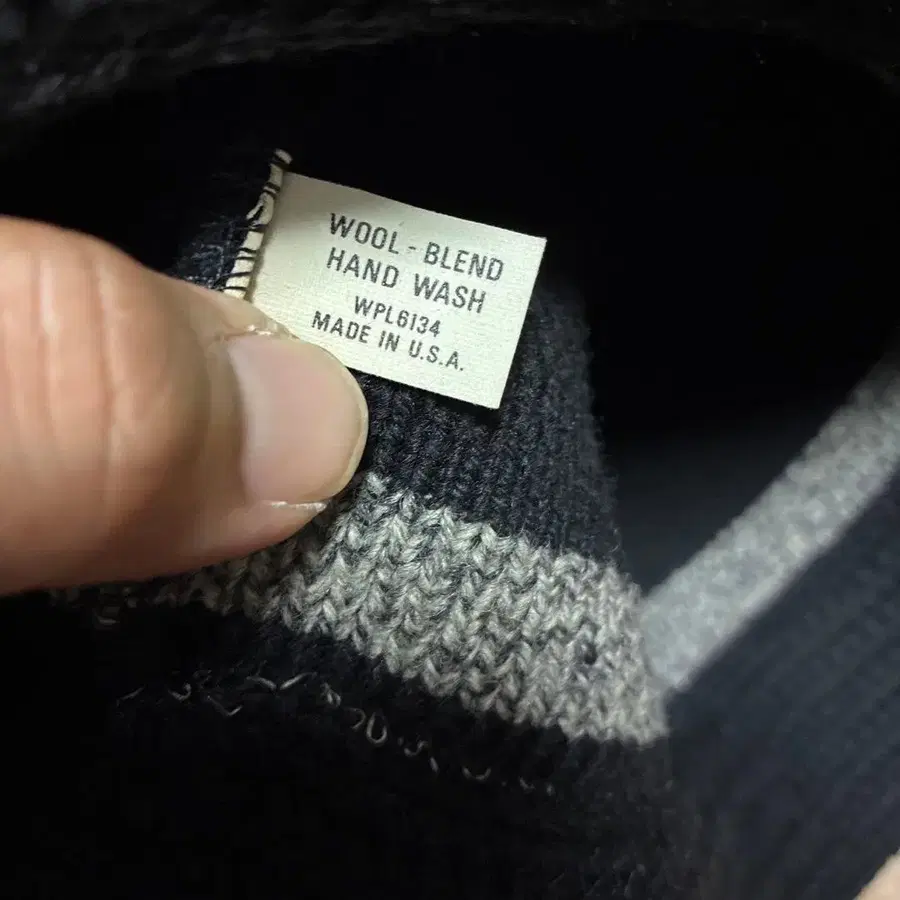 WOOL - BLEND
HAND WASH
WPL6134
MADE IN U.S.A.